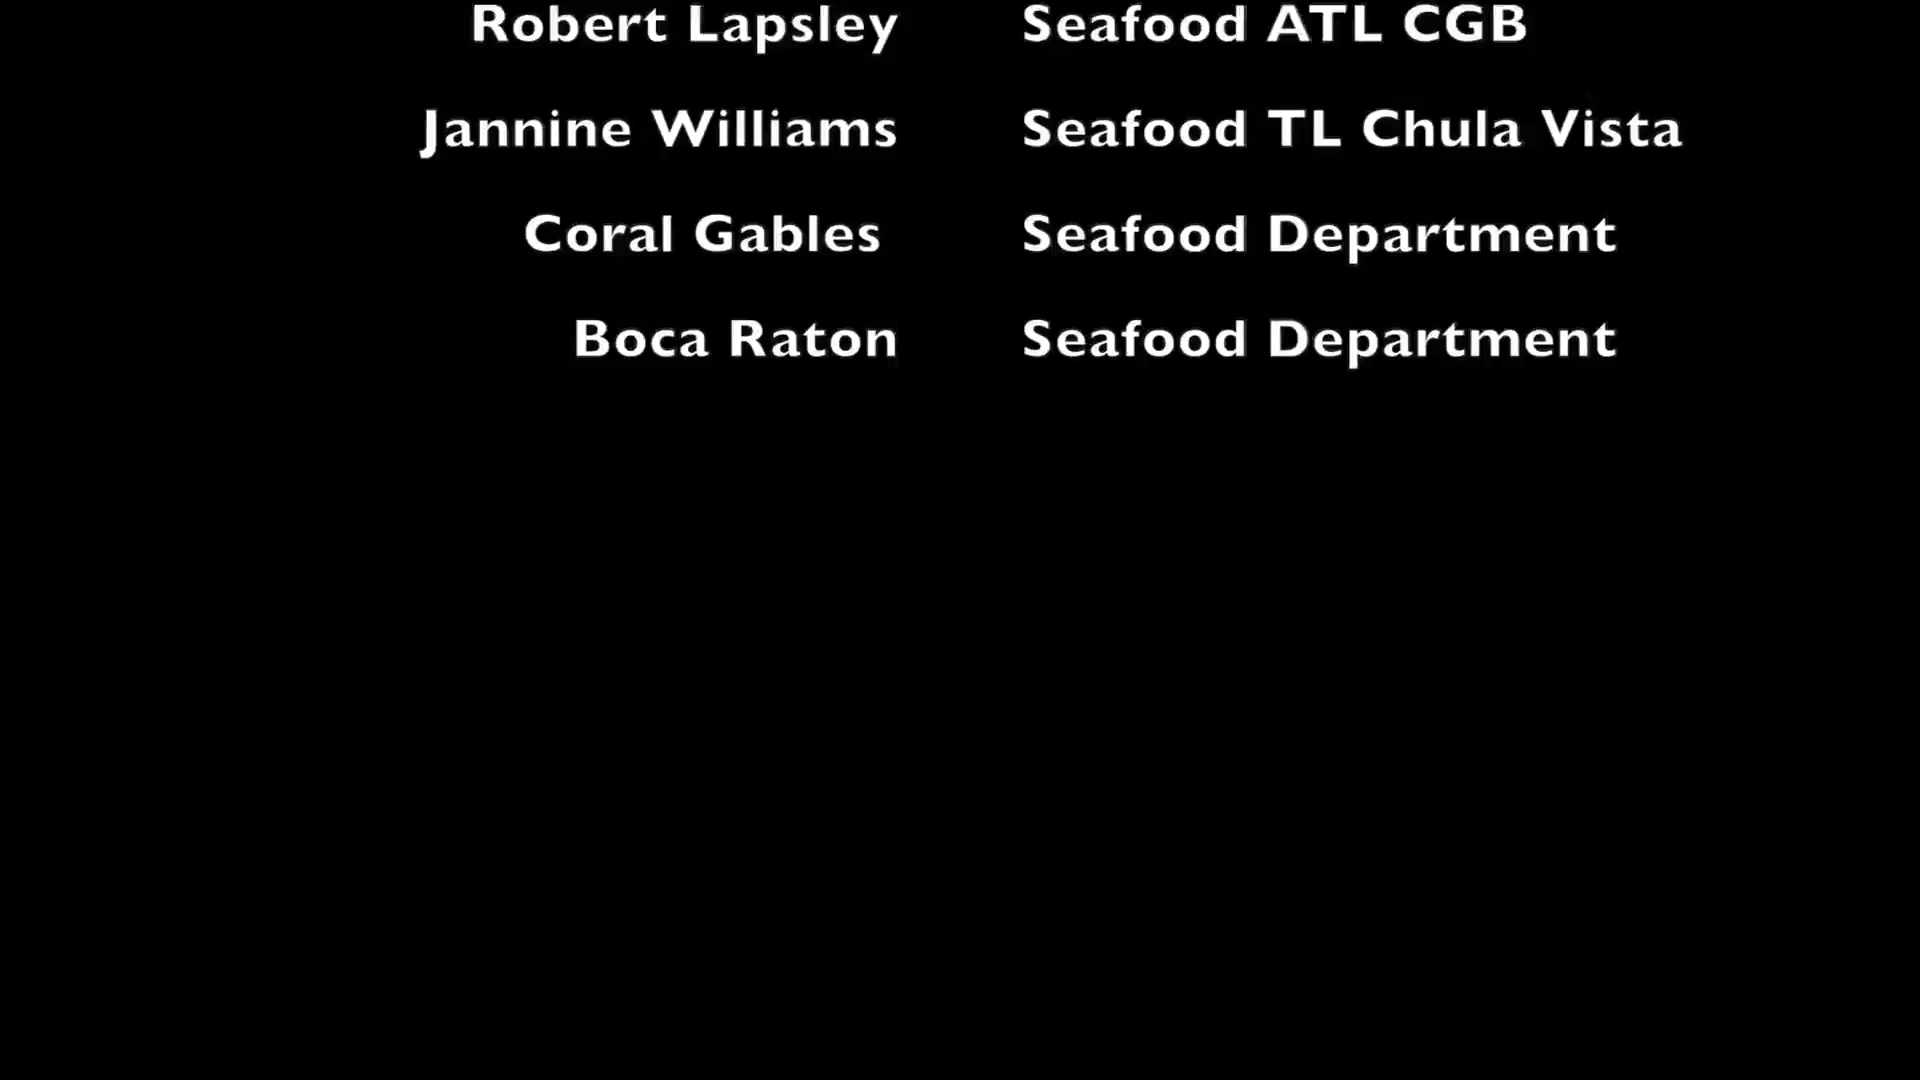 Robert Lapsley Seafood ATL CGB
Jannine Williams Seafood TL Chula Vista
Coral Gables Seafood Department
Boca Raton Seafood Department